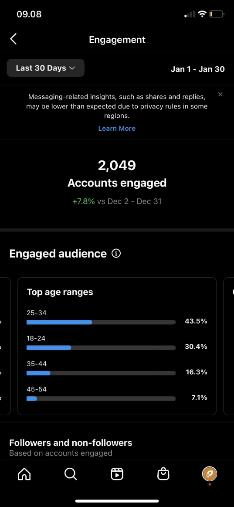 09.08
Engagement
Last 30 Days
Jan 1 - Jan 30
Messaging-related insights, such as shares and replies,
may be lower than expected due to privacy rules in some
regions.
Learn More
2,049
Accounts engaged
+7.8% vs Dec 2 - Dec 31
Engaged audience
Top age ranges
25-34
43.5%
18-24
30.4%
35-44
16.3%
45-54
7.1%
Followers and non-followers
Based on accounts engaged